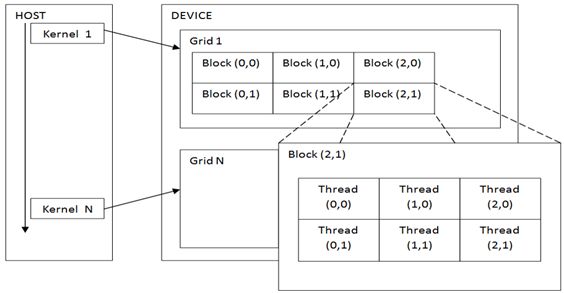 HOST
Kernel 1
Kernel N
DEVICE
Grid 1
Block (0,0) Block (1,0) Block (2,0)
Block (0,1) Block (1,1) Block (2,1)
Grid N
Block (2,1)
Thread (0,0) Thread (1,0) Thread (2,0)
Thread (0,1) Thread (1,1) Thread (2,1)